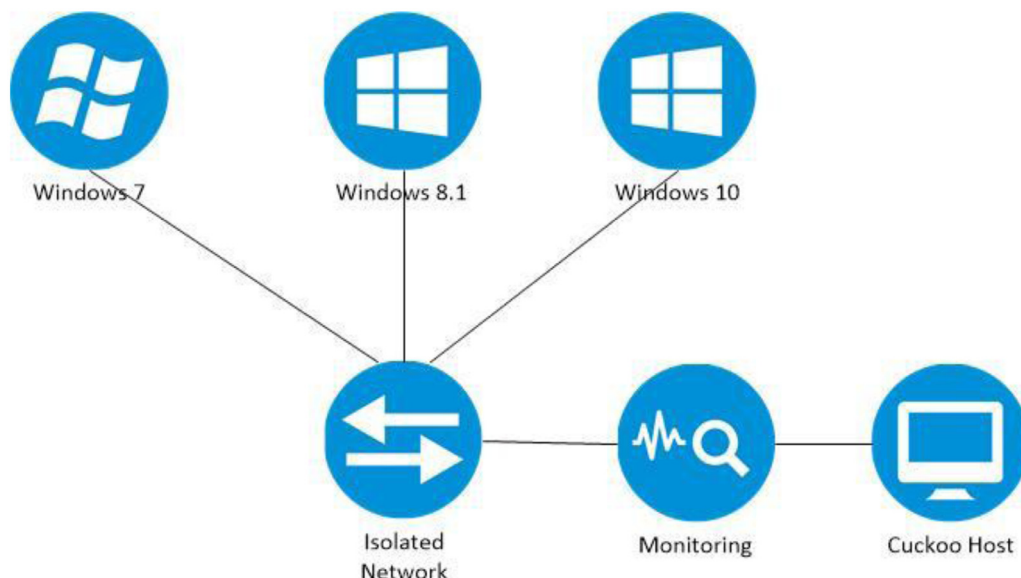 Windows 7
Windows 8.1
Windows 10
Isolated
Network
Monitoring
Cuckoo Host